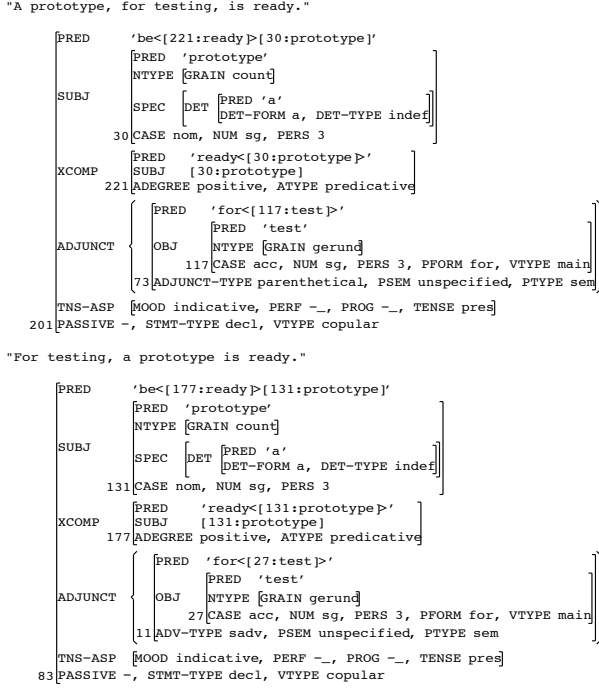 "A prototype, for testing, is ready."
PRED 'be<[221:ready]>[30:prototype]'
PRED 'prototype'
NTYPE [GRAIN count]
SUBJ
SPEC [DET [PRED 'a'
DET-FORM a, DET-TYPE indef]]
30 CASE nom, NUM sg, PERS 3
PRED 'ready<[30:prototype]>'
XCOMP SUBJ [30:prototype]
221 ADEGREE positive, ATYPE predicative
PRED 'for<[117:test]>'
PRED 'test'
ADJUNCT OBJ NTYPE [GRAIN gerund]
117 CASE acc, NUM sg, PERS 3, PFORM for, VTYPE main
73 ADJUNCT-TYPE parenthetical, PSEM unspecified, PTYPE sem
TNS-ASP [MOOD indicative, PERF -_, PROG -_, TENSE pres]
201 PASSIVE -, STMT-TYPE decl, VTYPE copular
"For testing, a prototype is ready."
PRED 'be<[177:ready]>[131:prototype]'
PRED 'prototype'
NTYPE [GRAIN count]
SUBJ
SPEC [DET [PRED 'a'
DET-FORM a, DET-TYPE indef]]
131 CASE nom, NUM sg, PERS 3
PRED 'ready<[131:prototype]>'
XCOMP SUBJ [131:prototype]
177 ADEGREE positive, ATYPE predicative
PRED 'for<[27:test]>'
PRED 'test'
ADJUNCT OBJ NTYPE [GRAIN gerund]
27 CASE acc, NUM sg, PERS 3, PFORM for, VTYPE main
11 ADV-TYPE sadv, PSEM unspecified, PTYPE sem
TNS-ASP [MOOD indicative, PERF -_, PROG -_, TENSE pres]
83 PASSIVE -, STMT-TYPE decl, VTYPE copular